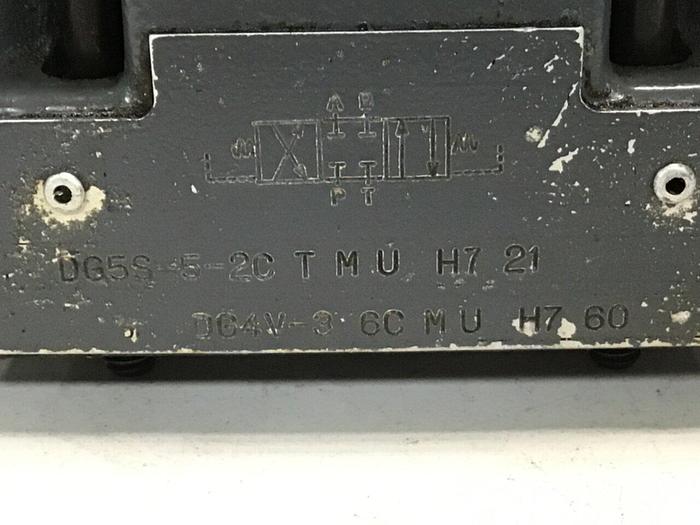 A B
P T
DG5S-5-2C T M U H7 21
DG4V-3 6C M U H7 60